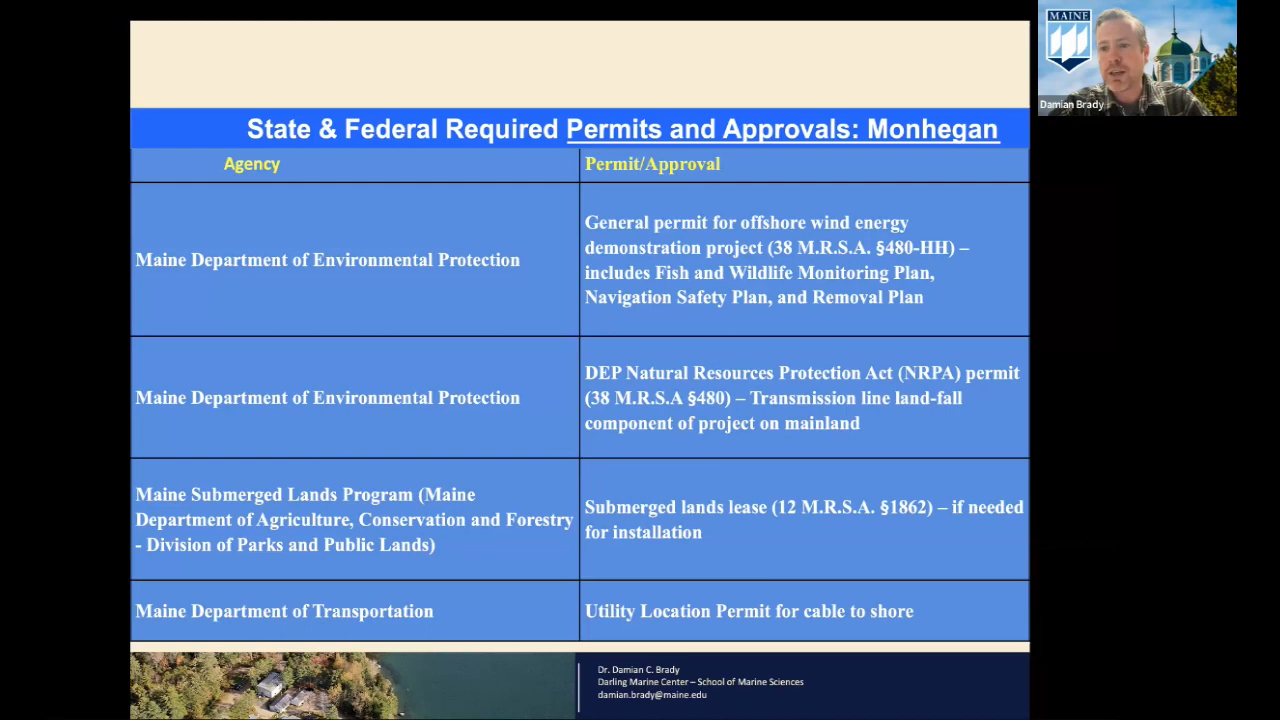 MAINE
Damian Brady
State & Federal Required Permits and Approvals: Monhegan
Agency
Permit/Approval
Maine Department of Environmental Protection
General permit for offshore wind energy
demonstration project (38 M.R.S.A. §480-HH) –
includes Fish and Wildlife Monitoring Plan,
Navigation Safety Plan, and Removal Plan
Maine Department of Environmental Protection
DEP Natural Resources Protection Act (NRPA) permit
(38 M.R.S.A §480) – Transmission line land-fall
component of project on mainland
Maine Submerged Lands Program (Maine
Department of Agriculture, Conservation and Forestry
- Division of Parks and Public Lands)
Submerged lands lease (12 M.R.S.A. §1862) – if needed
for installation
Maine Department of Transportation
Utility Location Permit for cable to shore
Dr. Damian C. Brady
Darling Marine Center – School of Marine Sciences
damian.brady@maine.edu